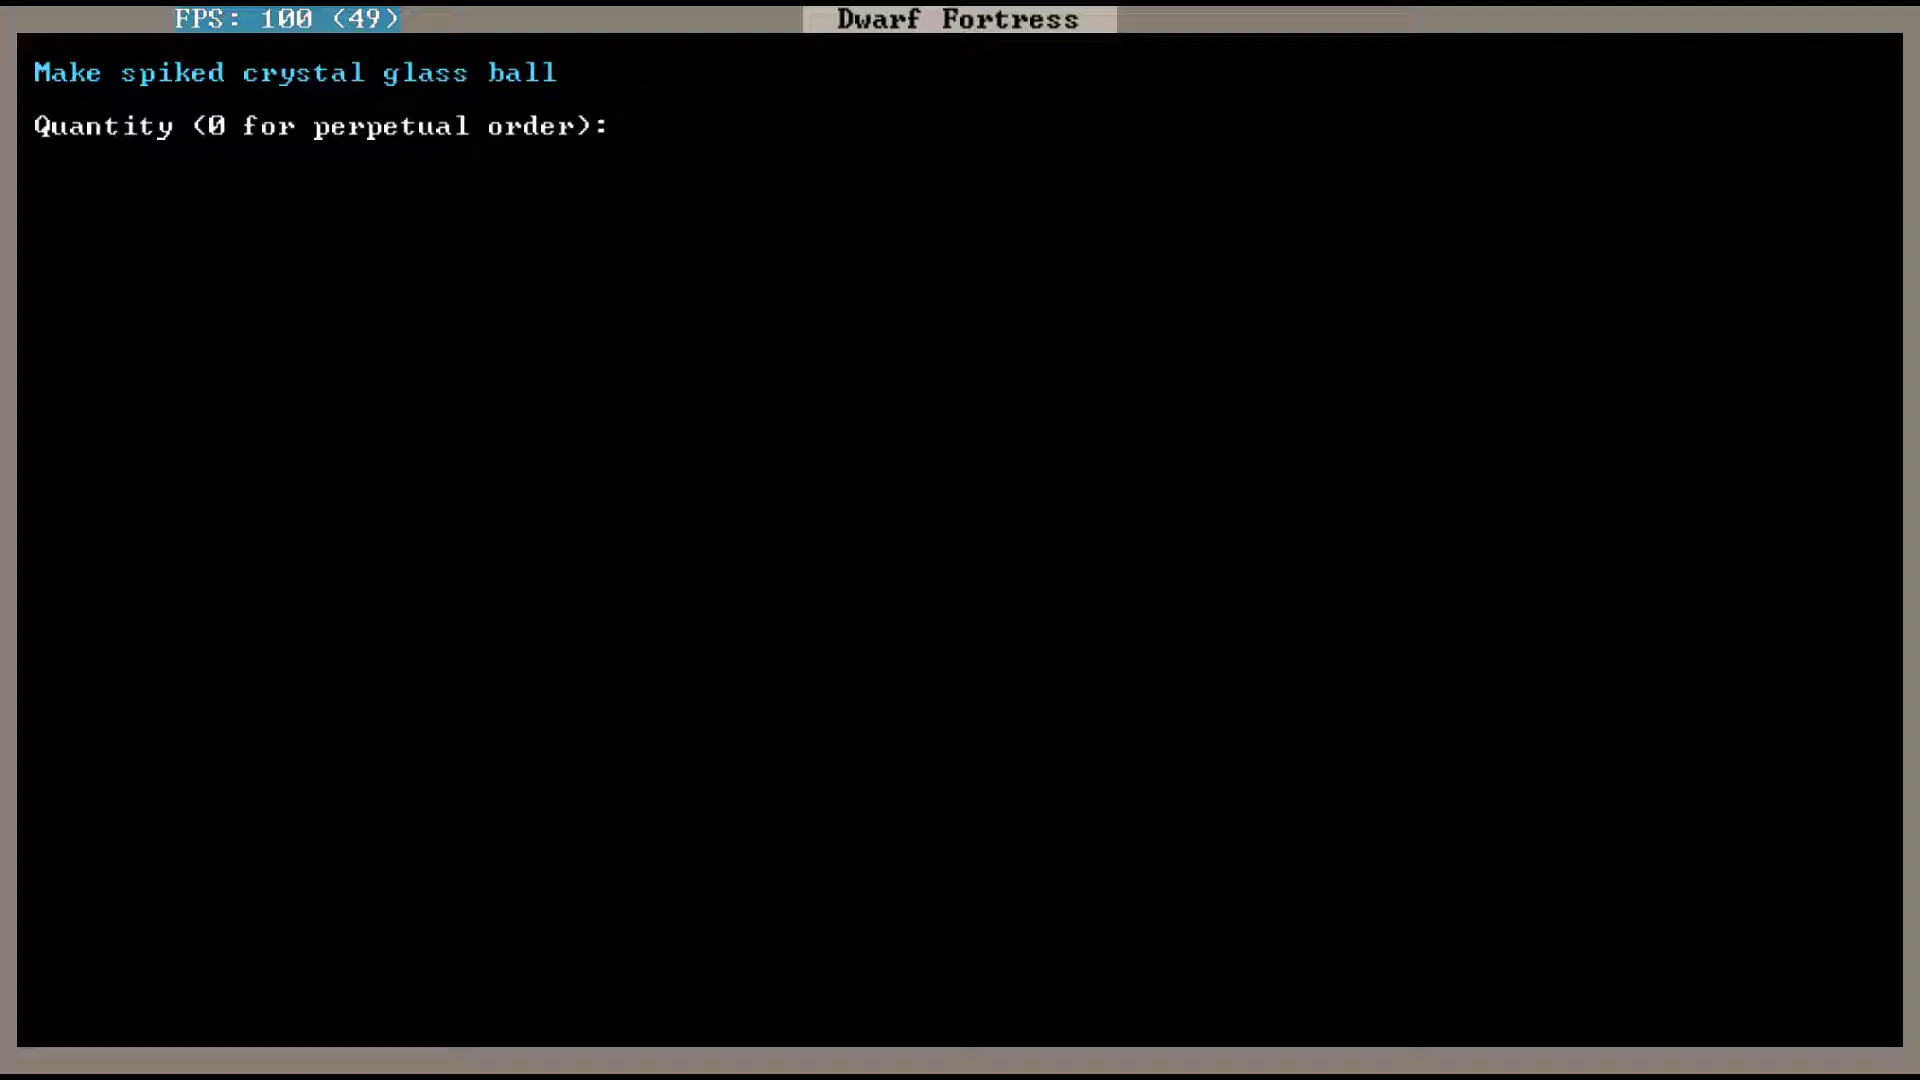 FPS: 100 (49)
Dwarf Fortress
Make spiked crystal glass ball
Quantity (0 for perpetual order):